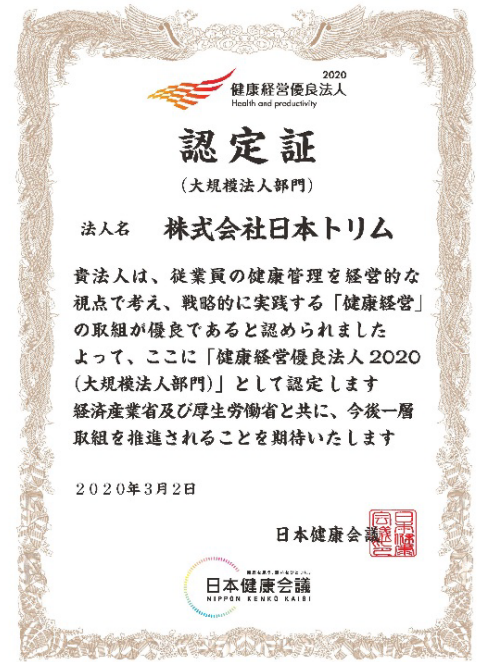 2020
健康経営優良法人
Health and productivity
認定証
(大規模法人部門)
法人名 株式会社日本トリム
貴法人は、従業員の健康管理を経営的な
視点で考え、戦略的に実践する「健康経営」
の取組が優良であると認められました
よって、ここに「健康経営優良法人2020
(大規模法人部門)」として認定します
経済産業省及び厚生労働省と共に、今後一層
取組を推進されることを期待いたします
2020年3月2日
日本健康会議
日本健康会議
NIPPON KENKO KAIGI